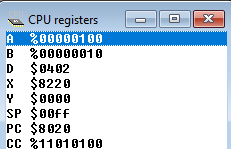 CPU registers
A %00000100
B %00000010
D $0402
X $8220
Y $0000
SP $00ff
PC $8020
CC %11010100